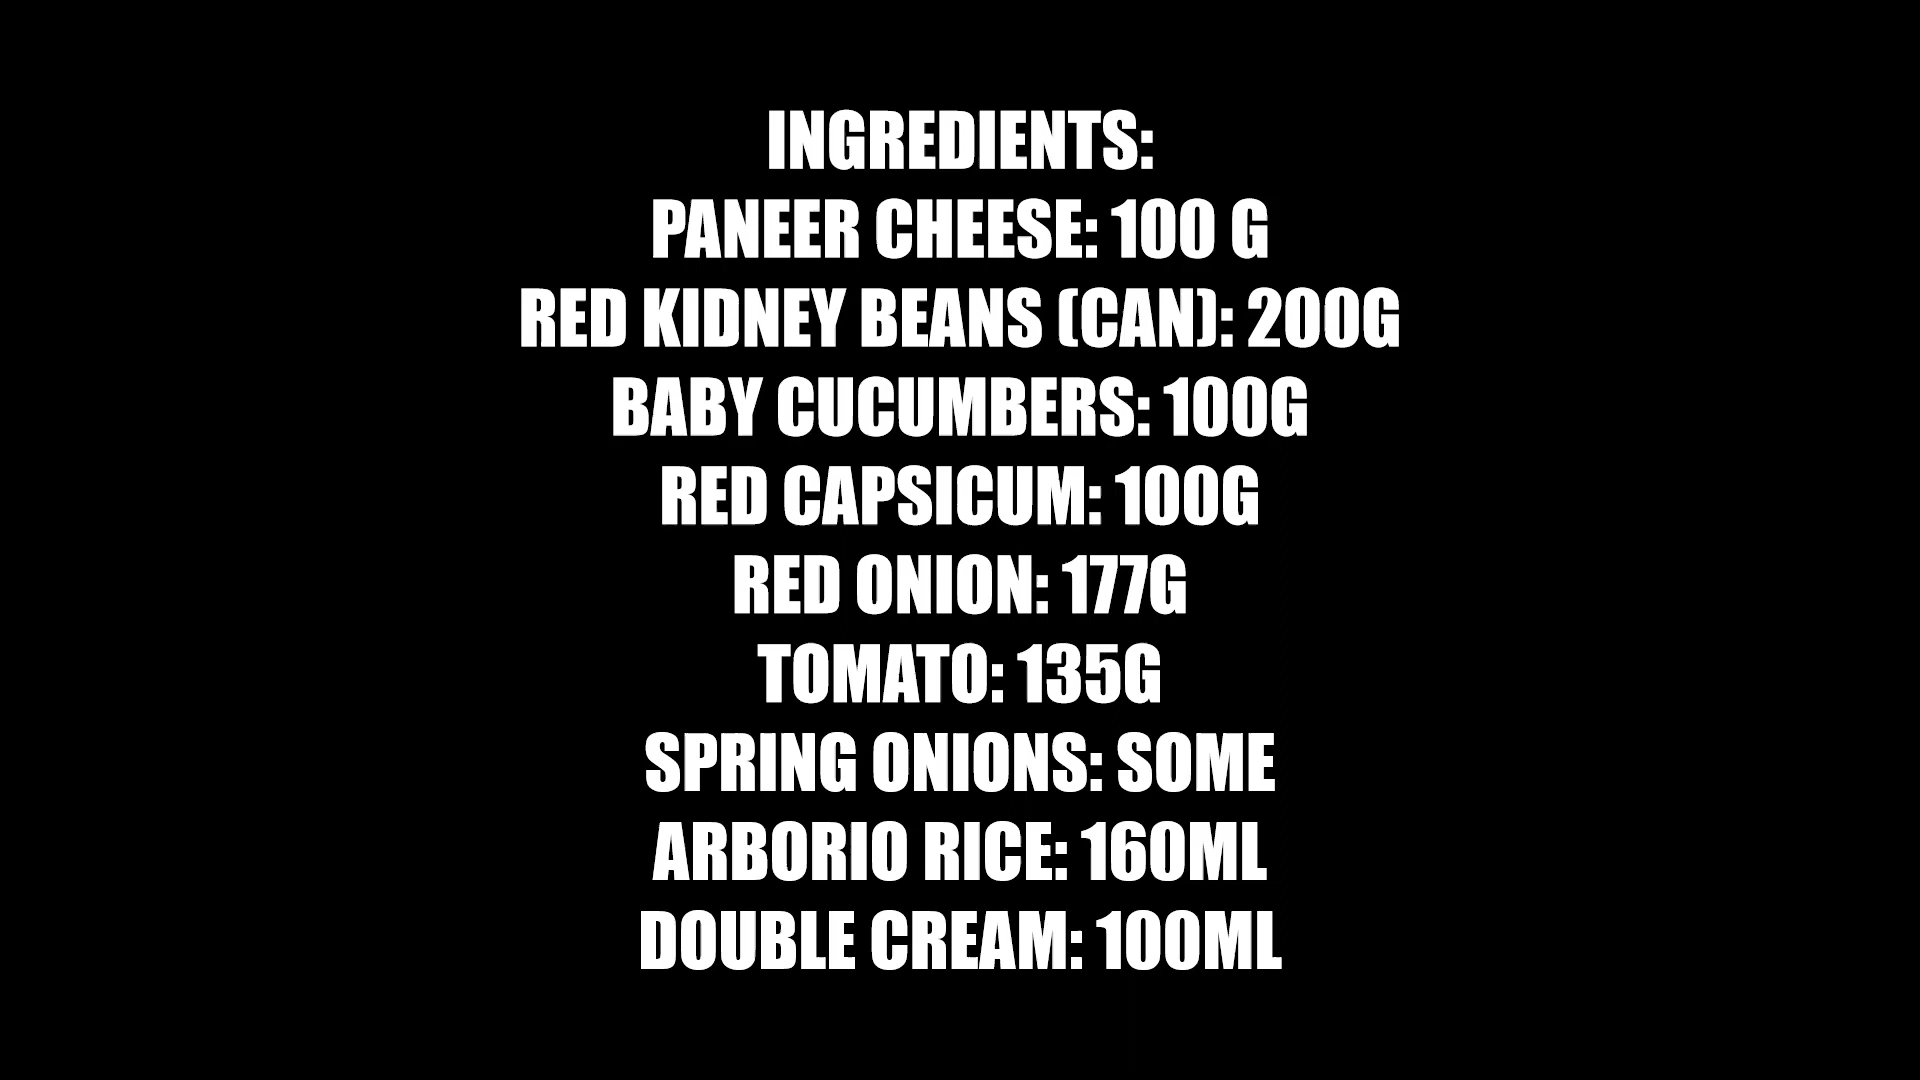 INGREDIENTS:
PANEER CHEESE: 100 G
RED KIDNEY BEANS (CAN): 200G
BABY CUCUMBERS: 100G
RED CAPSICUM: 100G
RED ONION: 177G
TOMATO: 135G
SPRING ONIONS: SOME
ARBORIO RICE: 160ML
DOUBLE CREAM: 100ML